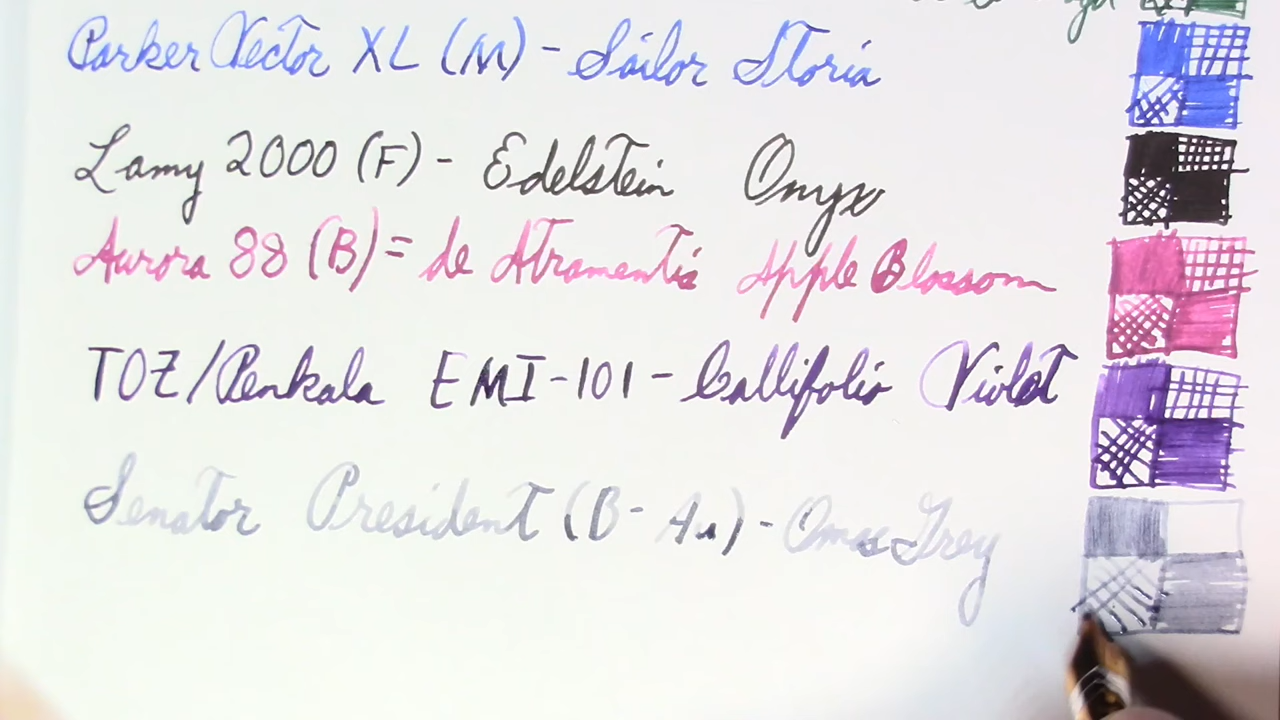 Parker Vector XL (M) - Sailor Storia
Lamy 2000 (F) - Edelstein Onyx
Aurora 88 (B) = de Atramentis Apple Blossom
TOZ/Penkala EMI-101 - Callifolio Violet
Senator President (B - Au) - Omas Grey